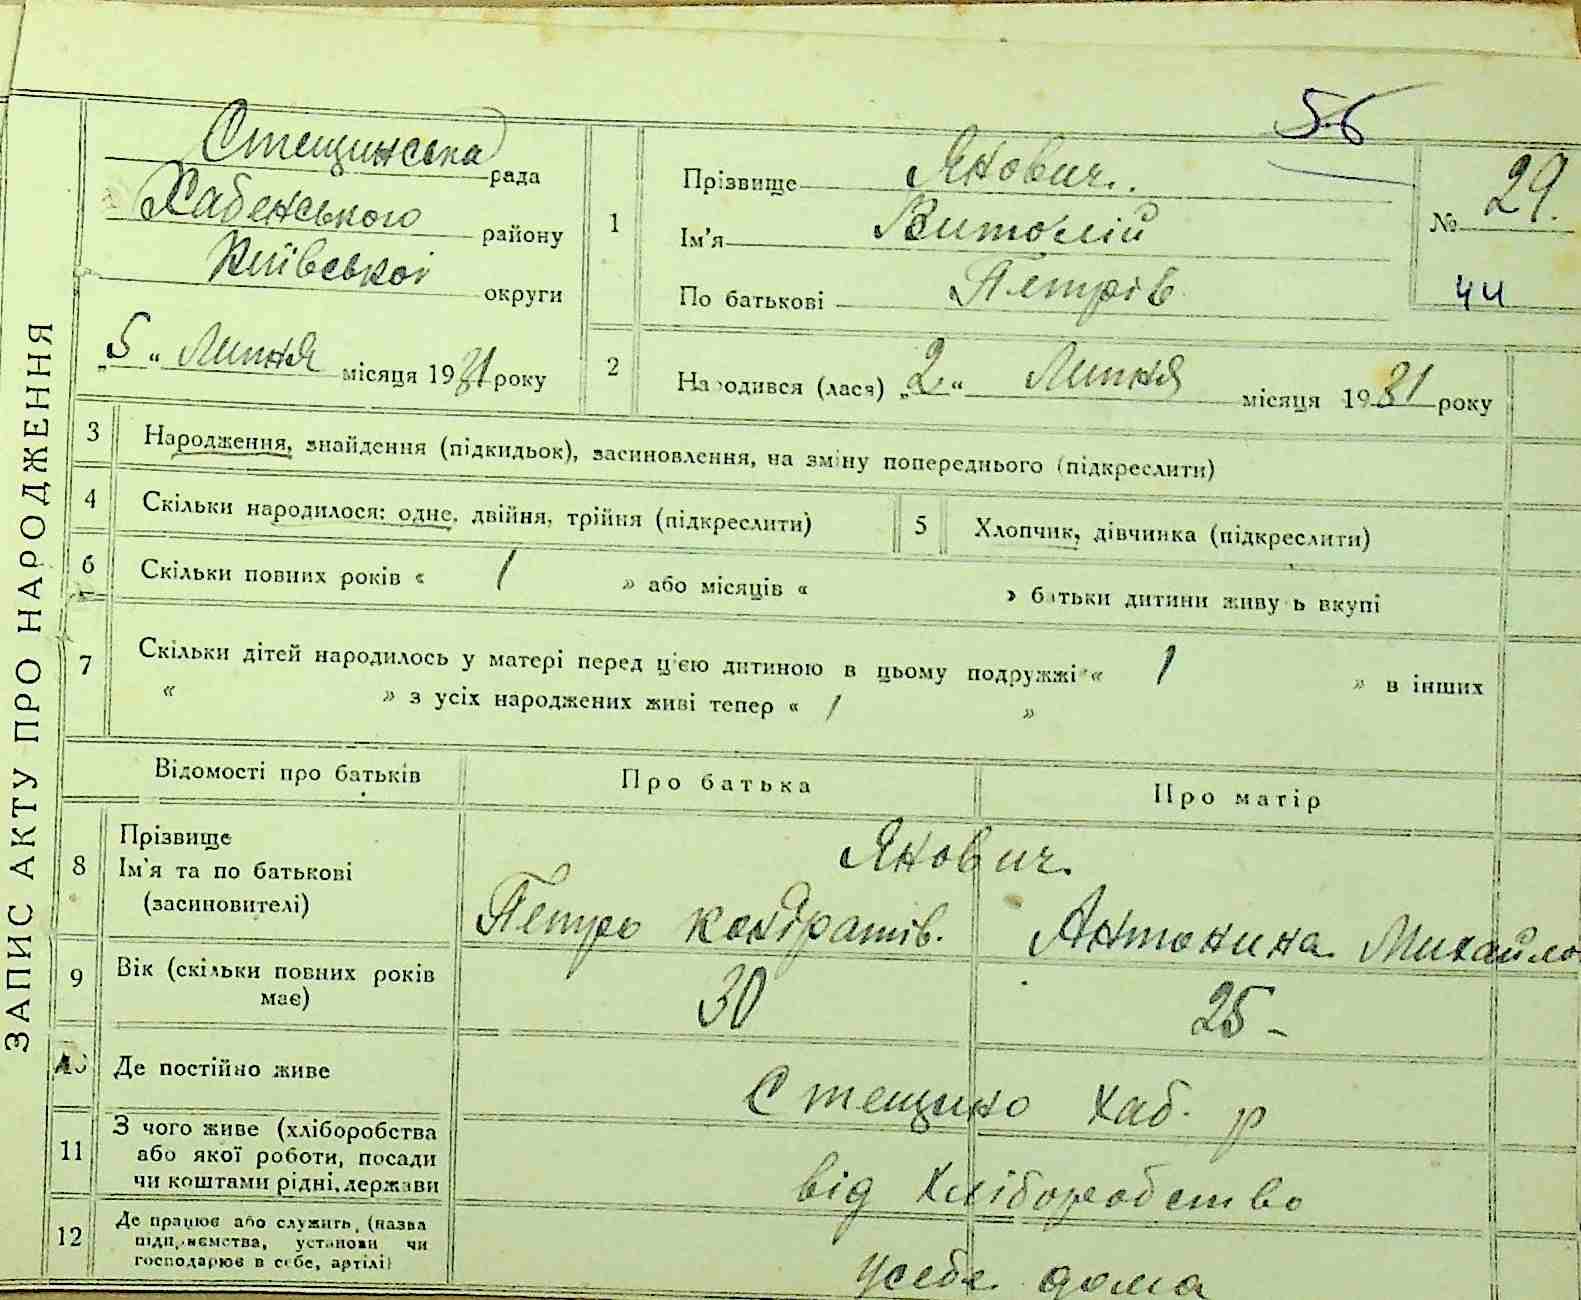 56
ЗАПИС АКТУ ПРО НАРОДЖЕННЯ
Стещинська рада
Хабенського району
Київської округи
„5“ Липня місяця 1931 року
1
Прізвище Янович.
Ім'я Витолій
По батькові Петрів
№ 29.
44
2
Народився (лася) „2“ Липня місяця 1931 року
3 Народження, знайдення (підкидьок), засиновлення, на зміну попереднього (підкреслити)
4 Скільки народилося: одне, двійня, трійня (підкреслити)
5 Хлопчик, дівчинка (підкреслити)
6 Скільки повних років « 1 » або місяців « » батьки дитини живуть вкупі
7 Скільки дітей народилось у матері перед цією дитиною в цьому подружжі « 1 » в інших
« » з усіх народжених живі тепер « 1 »
Відомості про батьків Про батька Про матір
8 Прізвище
Ім'я та по батькові
(засиновителі)
Янович.
Петро кондратів. Антонина Михайло
9 Вік (скільки повних років
має)
30 25 -
10 Де постійно живе
Стещино Хаб. р
11 З чого живе (хліборобства
або якої роботи, посади
чи коштами рідні, держави
від Хліборобство
12 Де працює або служить, (назва
підприємства, установи чи
господарює в себе, артілі)
усебе дома